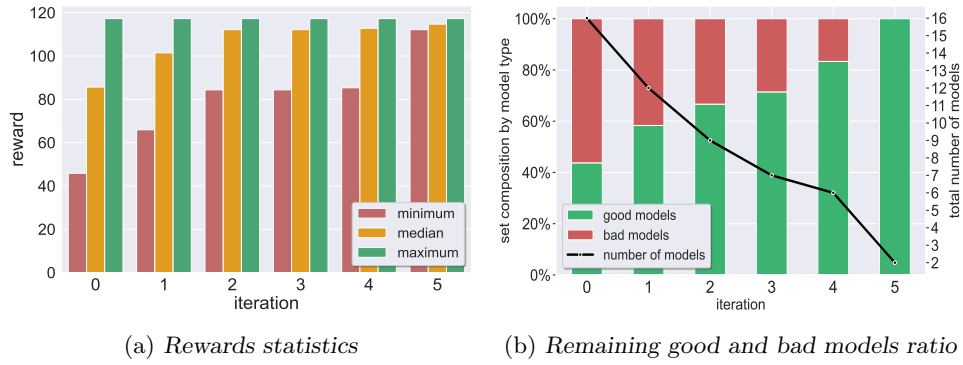 120
100
80
60
40
20
0
reward
minimum
median
maximum
0 1 2 3 4 5
iteration
(a) Rewards statistics
100%
80%
60%
40%
20%
0%
set composition by model type
good models
bad models
number of models
16
15
14
13
12
11
10
9
8
7
6
5
4
3
2
total number of models
0 1 2 3 4 5
iteration
(b) Remaining good and bad models ratio